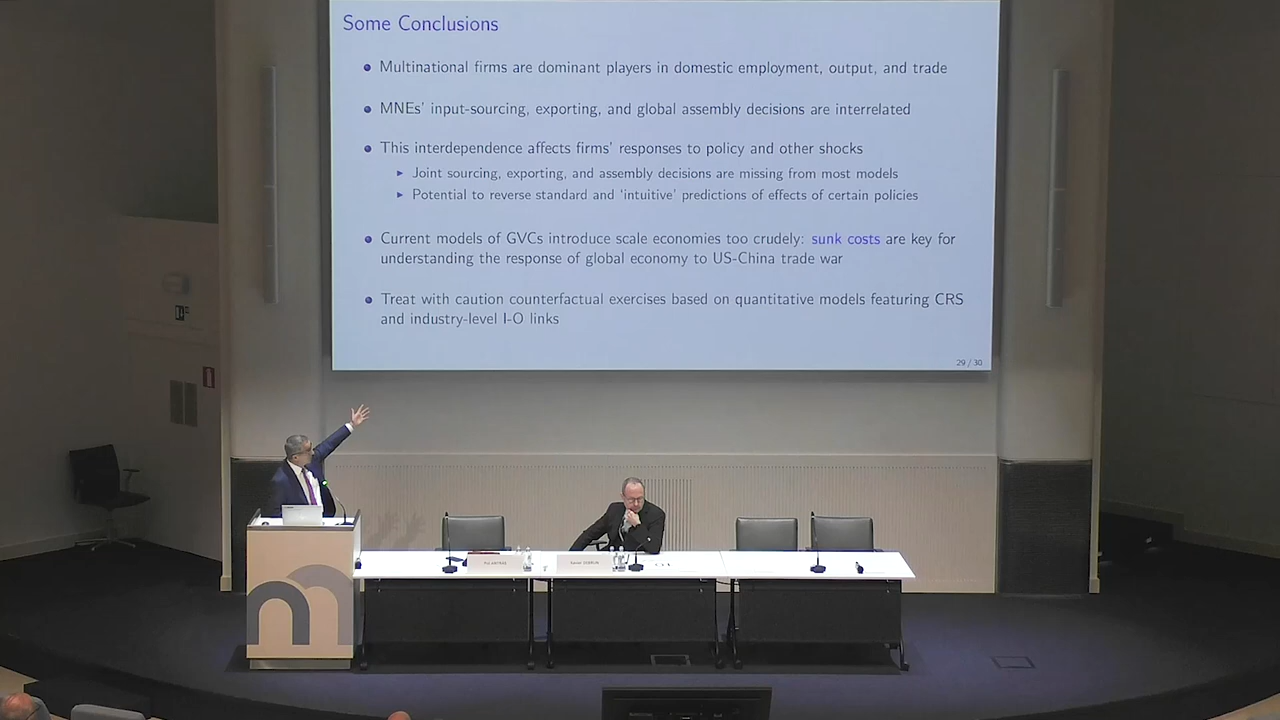 Some Conclusions
Multinational firms are dominant players in domestic employment, output, and trade
MNEs' input-sourcing, exporting, and global assembly decisions are interrelated
This interdependence affects firms' responses to policy and other shocks
Joint sourcing, exporting, and assembly decisions are missing from most models
Potential to reverse standard and 'intuitive' predictions of effects of certain policies
Current models of GVCs introduce scale economies too crudely: sunk costs are key for
understanding the response of global economy to US-China trade war
Treat with caution counterfactual exercises based on quantitative models featuring CRS
and industry-level I-O links
29 / 30
Pol ANTRAS